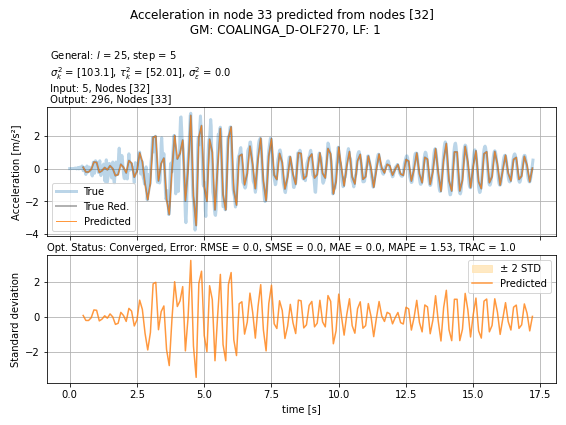 Acceleration in node 33 predicted from nodes [32]
GM: COALINGA_D-OLF270, LF: 1
General: l = 25, step = 5
σ²ₖ = [103.1], τ²ₖ = [52.01], σ²ε = 0.0
Input: 5, Nodes [32]
Output: 296, Nodes [33]
Acceleration [m/s²]
2
0
−2
−4
True
True Red.
Predicted
Opt. Status: Converged, Error: RMSE = 0.0, SMSE = 0.0, MAE = 0.0, MAPE = 1.53, TRAC = 1.0
Standard deviation
2
0
−2
± 2 STD
Predicted
0.0 2.5 5.0 7.5 10.0 12.5 15.0 17.5
time [s]